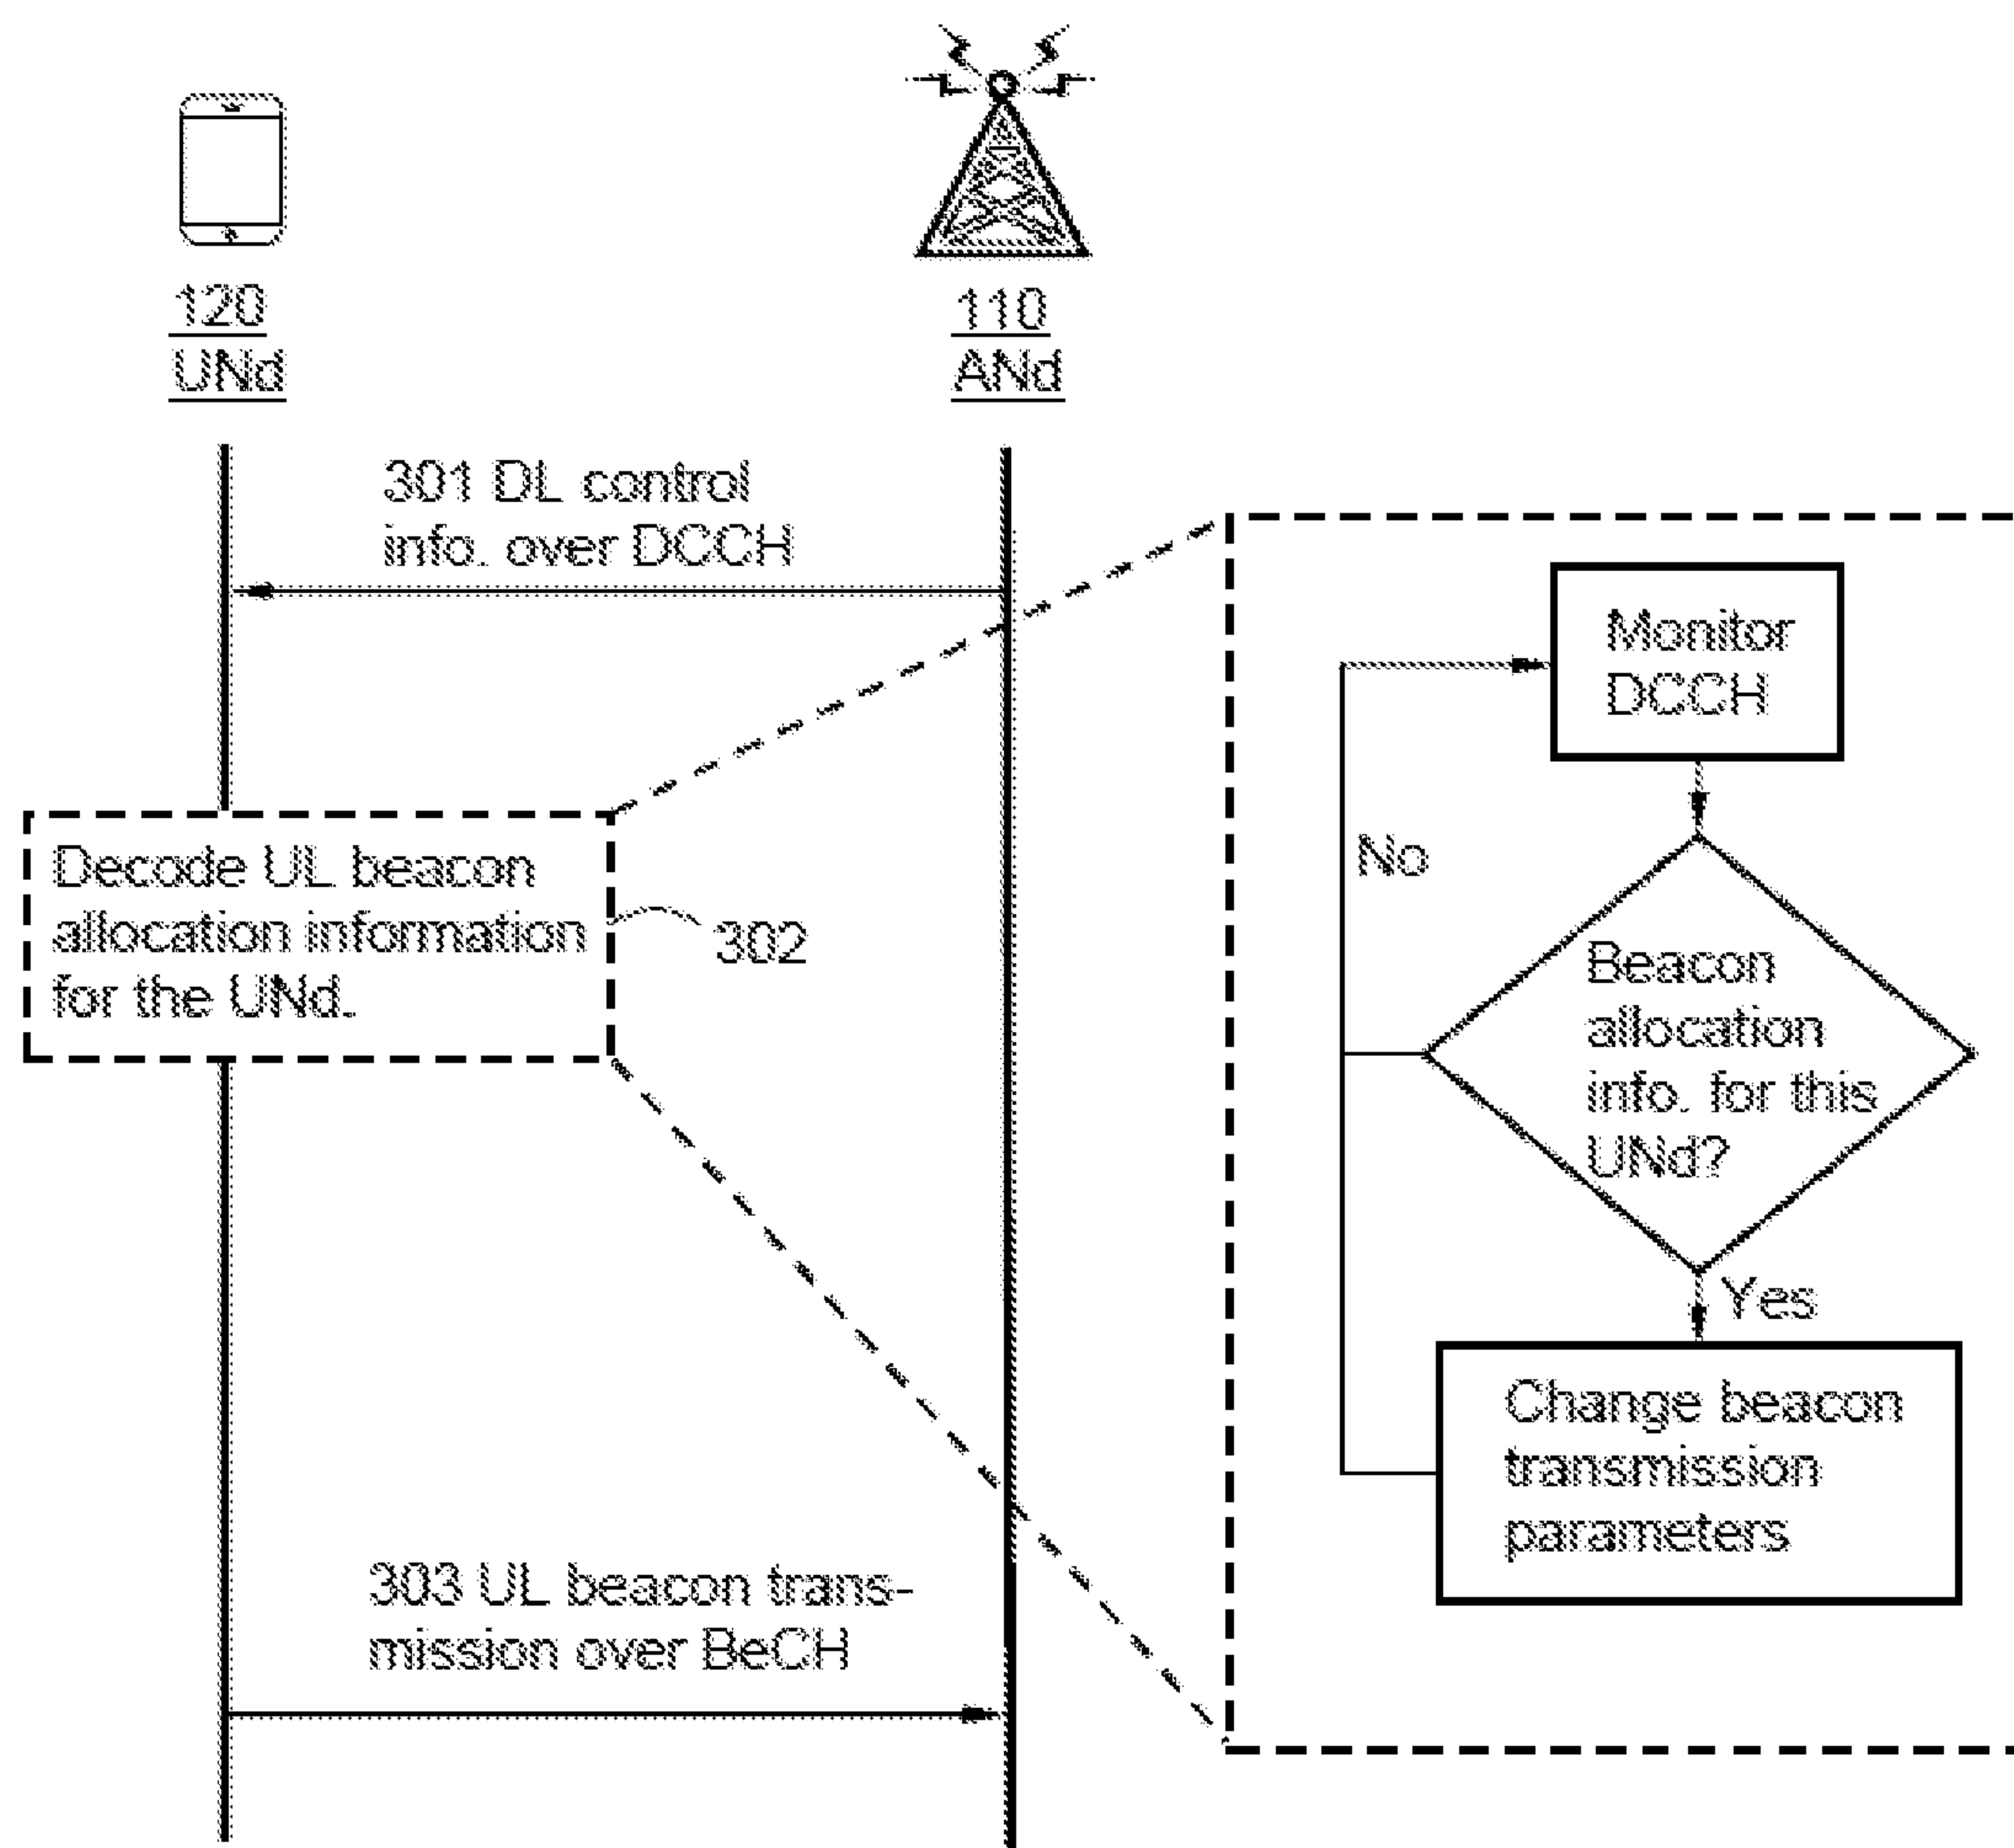 120
UNd
110
ANd
301 DL control
info. over DCCH
Decode UL beacon
allocation information
for the UNd.
302
303 UL beacon trans-
mission over BeCH
Monitor
DCCH
No
Beacon
allocation
info. for this
UNd?
Yes
Change beacon
transmission
parameters